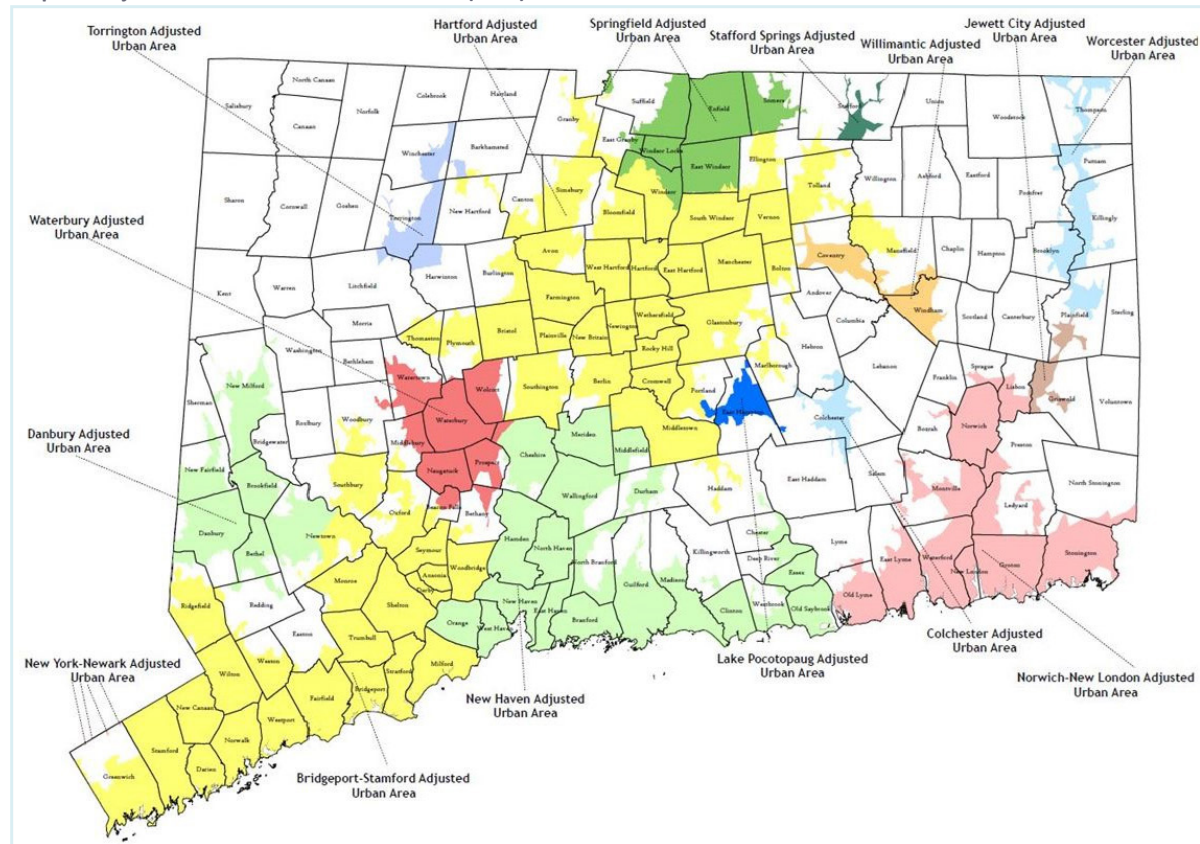 Torrington Adjusted
Urban Area
Hartford Adjusted
Urban Area
Springfield Adjusted
Urban Area
Stafford Springs Adjusted
Urban Area
Willimantic Adjusted
Urban Area
Jewett City Adjusted
Urban Area
Worcester Adjusted
Urban Area
Waterbury Adjusted
Urban Area
Danbury Adjusted
Urban Area
New York-Newark Adjusted
Urban Area
Bridgeport-Stamford Adjusted
Urban Area
New Haven Adjusted
Urban Area
Lake Pocotopaug Adjusted
Urban Area
Colchester Adjusted
Urban Area
Norwich-New London Adjusted
Urban Area
Salisbury
North Canaan
Canaan
Norfolk
Colebrook
Hartland
Granby
Suffield
Enfield
Somers
Stafford
Union
Woodstock
Thompson
Winchester
Barkhamsted
East Granby
Windsor Locks
East Windsor
Ellington
Tolland
Willington
Ashford
Eastford
Pomfret
Putnam
Killingly
Sharon
Cornwall
Goshen
Torrington
New Hartford
Canton
Simsbury
Bloomfield
Windsor
South Windsor
Vernon
Coventry
Mansfield
Chaplin
Hampton
Brooklyn
Kent
Warren
Litchfield
Harwinton
Burlington
Avon
West Hartford
Hartford
East Hartford
Manchester
Bolton
Andover
Columbia
Windham
Scotland
Canterbury
Plainfield
Sterling
Morris
Thomaston
Plymouth
Bristol
Farmington
Plainville
New Britain
Newington
Wethersfield
Rocky Hill
Glastonbury
Hebron
Lebanon
Franklin
Sprague
Lisbon
Griswold
Voluntown
Washington
Bethlehem
Watertown
Wolcott
Southington
Berlin
Cromwell
Portland
Marlborough
Colchester
Bozrah
Norwich
Preston
New Milford
Sherman
Roxbury
Woodbury
Middlebury
Waterbury
Cheshire
Meriden
Middlefield
Middletown
Bridgewater
Naugatuck
Prospect
Wallingford
Durham
Haddam
East Haddam
Salem
Montville
Ledyard
North Stonington
New Fairfield
Brookfield
Southbury
Oxford
Bethany
Danbury
Bethel
Newtown
Seymour
Woodbridge
Hamden
North Haven
North Branford
Guilford
Madison
Killingworth
Chester
Deep River
Essex
Lyme
East Lyme
Waterford
New London
Groton
Stonington
Ridgefield
Redding
Monroe
Ansonia
Derby
Shelton
Orange
New Haven
West Haven
East Haven
Branford
Clinton
Westbrook
Old Saybrook
Old Lyme
Easton
Trumbull
Weston
Wilton
Milford
Stratford
Bridgeport
Fairfield
Westport
New Canaan
Norwalk
Stamford
Darien
Greenwich